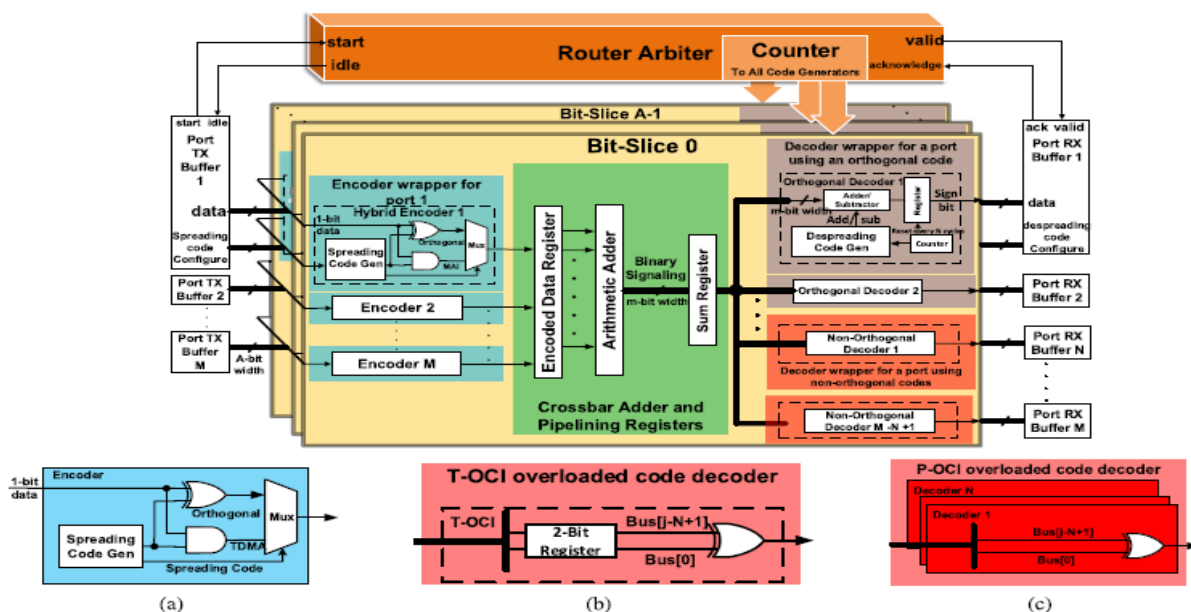 start
idle
Router Arbiter
Counter
To All Code Generators
valid
acknowledge
Bit-Slice A-1
Bit-Slice 0
start idle
Port
TX
Buffer
1
data
Spreading
code
Configure
Port TX
Buffer 2
Port TX
Buffer
M
A-bit
width
Encoder wrapper for
port 1
Hybrid Encoder 1
1-bit
data
Orthogonal
Spreading
Code Gen
MAI
Mux
Encoder 2
Encoder M
Encoded Data Register
Arithmetic Adder
Binary
Signaling
m-bit width
Sum Register
Crossbar Adder and
Pipelining Registers
Decoder wrapper for a port
using an orthogonal code
Orthogonal Decoder 1
m-bit width
Adder/
Subtractor
Register
Sign
bit
Add/ sub
Reset every N cycles
Despreading
Code Gen
Counter
Orthogonal Decoder 2
Non-Orthogonal
Decoder 1
Decoder wrapper for a port using
non-orthogonal codes
Non-Orthogonal
Decoder M -N +1
ack valid
Port RX
Buffer 1
data
despreading
code
Configure
Port RX
Buffer 2
Port RX
Buffer N
Port RX
Buffer M
Encoder
1-bit
data
Orthogonal
Spreading
Code Gen
TDMA
Mux
Spreading Code
(a)
T-OCI overloaded code decoder
T-OCI
2-Bit
Register
Bus[j-N+1]
Bus[0]
(b)
P-OCI overloaded code decoder
Decoder N
Decoder 1
Bus[j-N+1]
Bus[0]
(c)